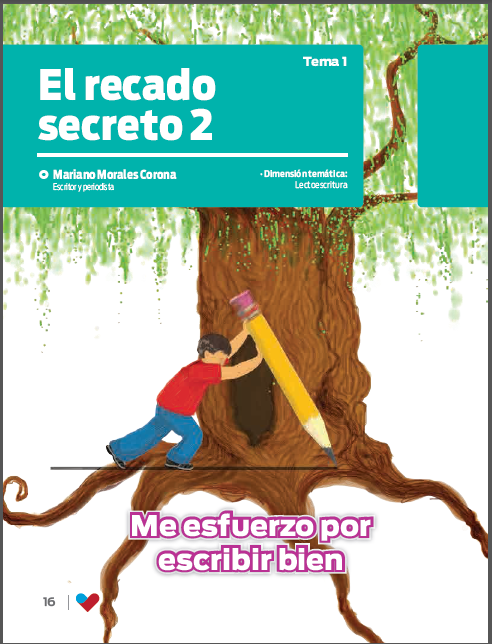 Tema 1
El recado
secreto 2
Mariano Morales Corona
Escritor y periodista
· Dimensión temática:
Lectoescritura
Me esfuerzo por
escribir bien
16